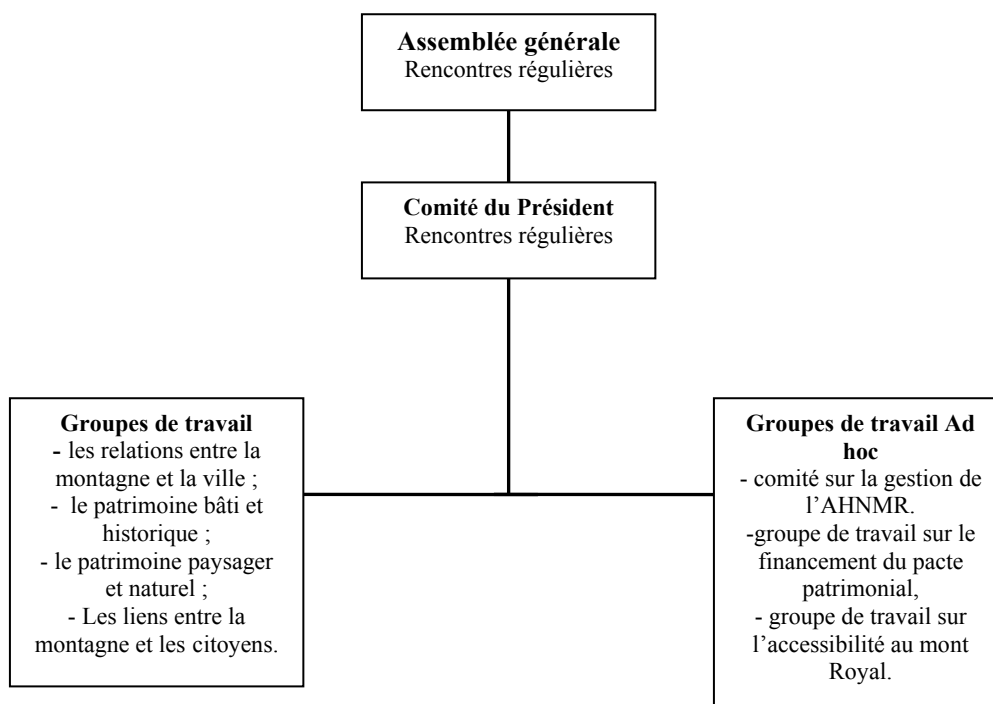 Assemblée générale
Rencontres régulières
Comité du Président
Rencontres régulières
Groupes de travail
- les relations entre la
montagne et la ville ;
- le patrimoine bâti et
historique ;
- le patrimoine paysager
et naturel ;
- Les liens entre la
montagne et les citoyens.
Groupes de travail Ad
hoc
- comité sur la gestion de
l’AHNMR.
-groupe de travail sur le
financement du pacte
patrimonial,
- groupe de travail sur
l’accessibilité au mont
Royal.